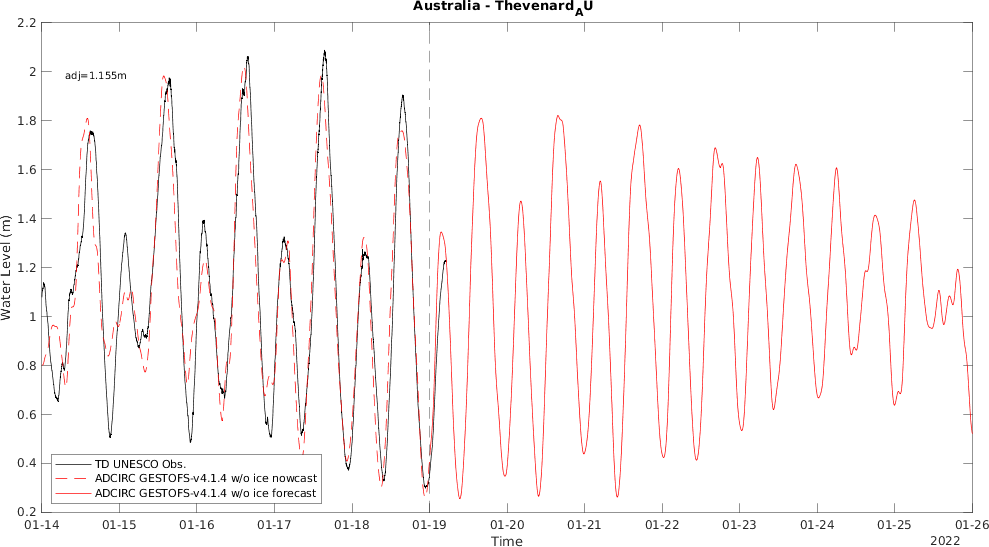 Australia - ThevenardAU
2.2
2
1.8
1.6
1.4
1.2
1
0.8
0.6
0.4
0.2
Water Level (m)
adj=1.155m
TD UNESCO Obs.
ADCIRC GESTOFS-v4.1.4 w/o ice nowcast
ADCIRC GESTOFS-v4.1.4 w/o ice forecast
01-14 01-15 01-16 01-17 01-18 01-19 01-20 01-21 01-22 01-23 01-24 01-25 01-26
Time
2022